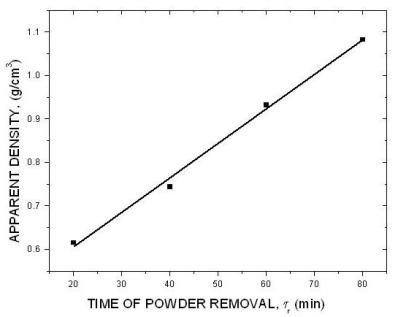 APPARENT DENSITY, (g/cm³)
1.1
1.0
0.9
0.8
0.7
0.6
20 30 40 50 60 70 80
TIME OF POWDER REMOVAL, τr (min)